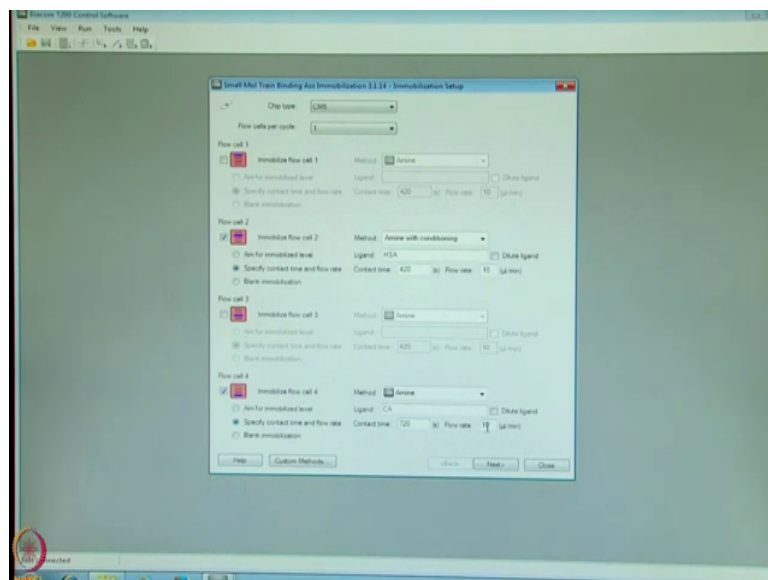 Biacore T200 Control Software
File View Run Tools Help
Small Mol Train Binding Ass Immobilization 3.1.14 - Immobilization Setup
Chip type: CM5
Flow cells per cycle: 1
Flow cell 1
Immobilize flow cell 1 Method: Amine
Aim for immobilized level Ligand: Dilute ligand
Specify contact time and flow rate Contact time: 420 (s) Flow rate: 10 (µl/min)
Blank immobilization
Flow cell 2
Immobilize flow cell 2 Method: Amine with conditioning
Aim for immobilized level Ligand: HSA Dilute ligand
Specify contact time and flow rate Contact time: 420 (s) Flow rate: 10 (µl/min)
Blank immobilization
Flow cell 3
Immobilize flow cell 3 Method: Amine
Aim for immobilized level Ligand: Dilute ligand
Specify contact time and flow rate Contact time: 420 (s) Flow rate: 10 (µl/min)
Blank immobilization
Flow cell 4
Immobilize flow cell 4 Method: Amine
Aim for immobilized level Ligand: CA Dilute ligand
Specify contact time and flow rate Contact time: 720 (s) Flow rate: (µl/min)
Blank immobilization
Help Custom Methods... <Back Next > Close